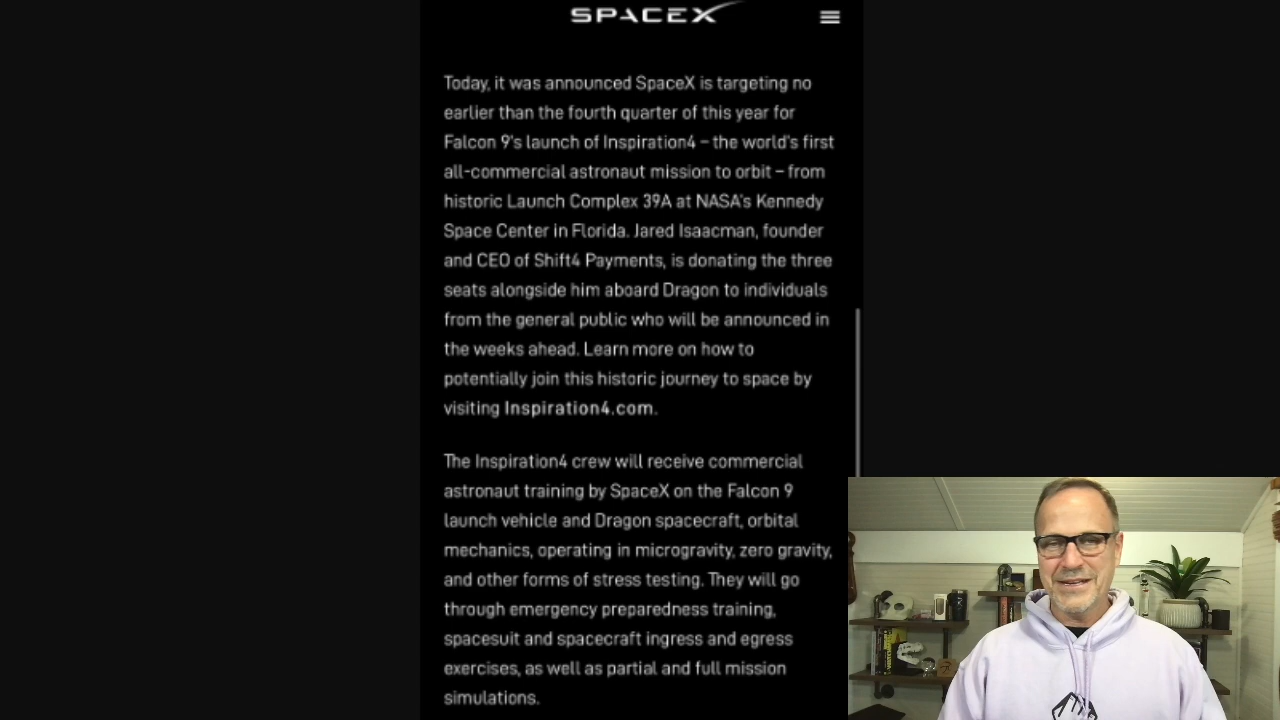 SPACEX
Today, it was announced SpaceX is targeting no
earlier than the fourth quarter of this year for
Falcon 9's launch of Inspiration4 – the world's first
all-commercial astronaut mission to orbit – from
historic Launch Complex 39A at NASA's Kennedy
Space Center in Florida. Jared Isaacman, founder
and CEO of Shift4 Payments, is donating the three
seats alongside him aboard Dragon to individuals
from the general public who will be announced in
the weeks ahead. Learn more on how to
potentially join this historic journey to space by
visiting Inspiration4.com.
The Inspiration4 crew will receive commercial
astronaut training by SpaceX on the Falcon 9
launch vehicle and Dragon spacecraft, orbital
mechanics, operating in microgravity, zero gravity,
and other forms of stress testing. They will go
through emergency preparedness training,
spacesuit and spacecraft ingress and egress
exercises, as well as partial and full mission
simulations.